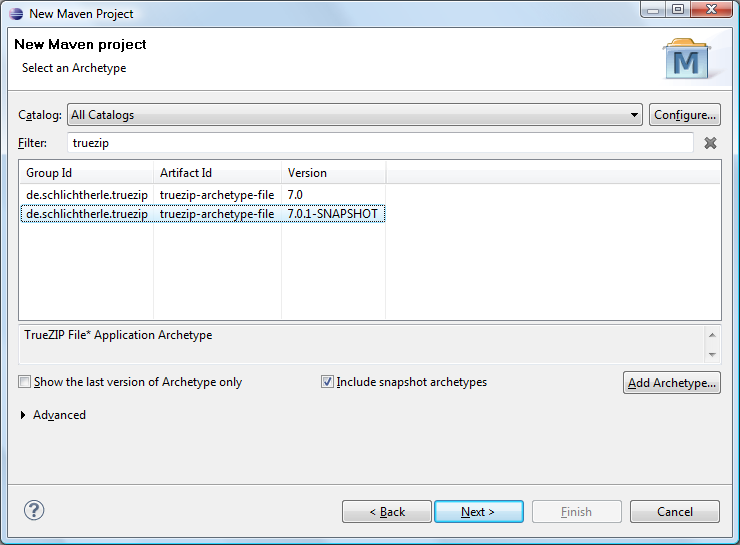 New Maven Project
New Maven project
Select an Archetype
M
Catalog: All Catalogs Configure...
Filter: truezip
Group Id Artifact Id Version
de.schlichtherle.truezip truezip-archetype-file 7.0
de.schlichtherle.truezip truezip-archetype-file 7.0.1-SNAPSHOT
TrueZIP File* Application Archetype
Show the last version of Archetype only Include snapshot archetypes Add Archetype...
Advanced
? < Back Next > Finish Cancel